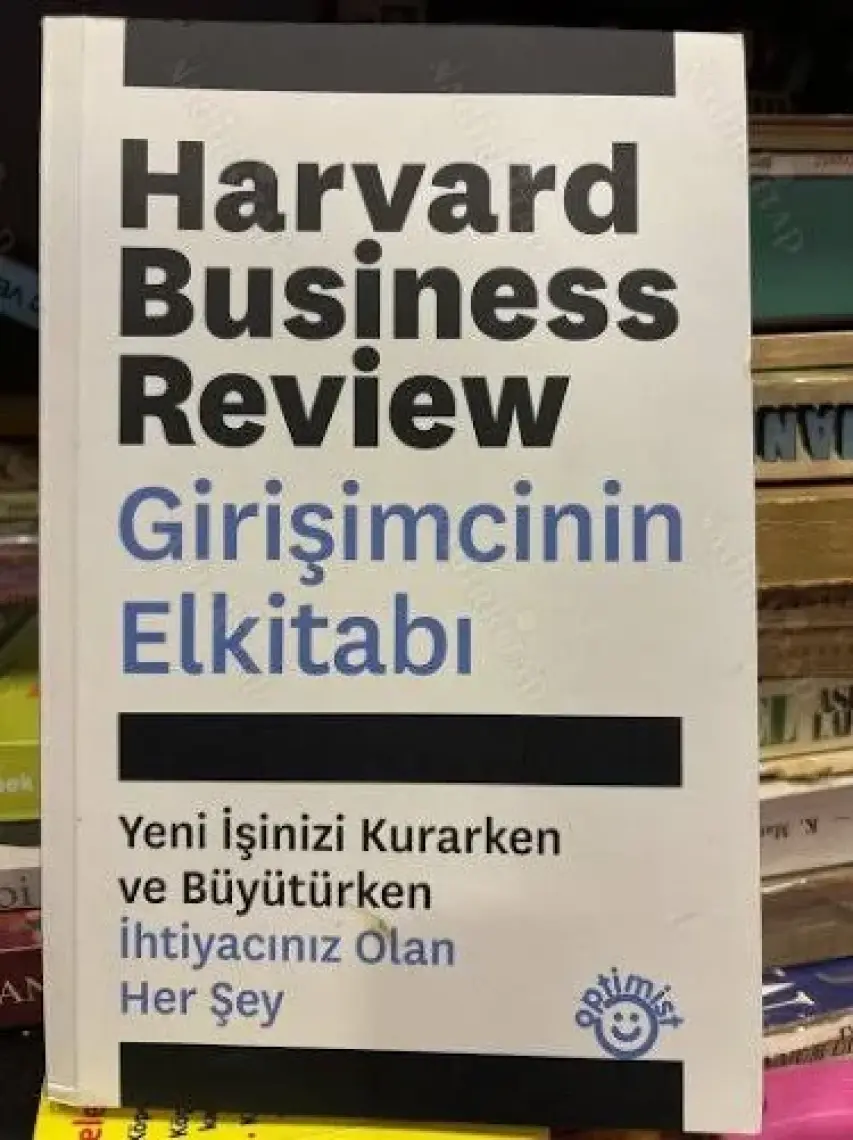 Harvard
Business
Review
Girişimcinin
Elkitabı
Yeni İşinizi Kurarken
ve Büyütürken
İhtiyacınız Olan
Her Şey
optimist